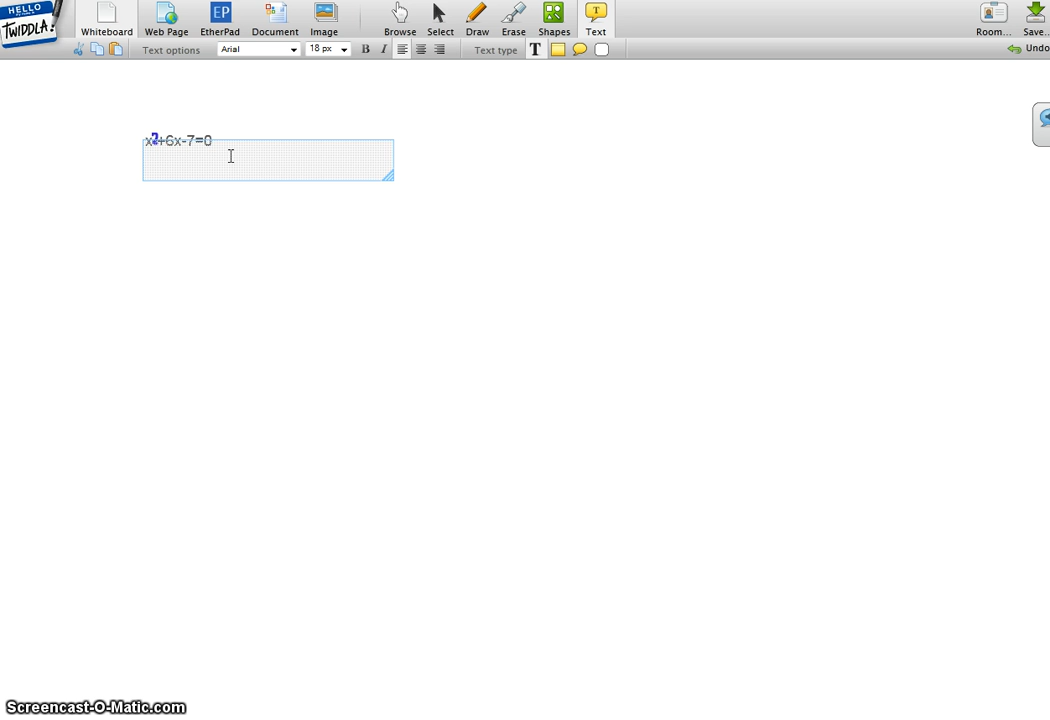 HELLO
TWIDDLA
Whiteboard Web Page EtherPad Document Image Browse Select Draw Erase Shapes Text Room... Save..
Text options Arial 18 px B I Text type T Undo
x²+6x-7=0
Screencast-O-Matic.com